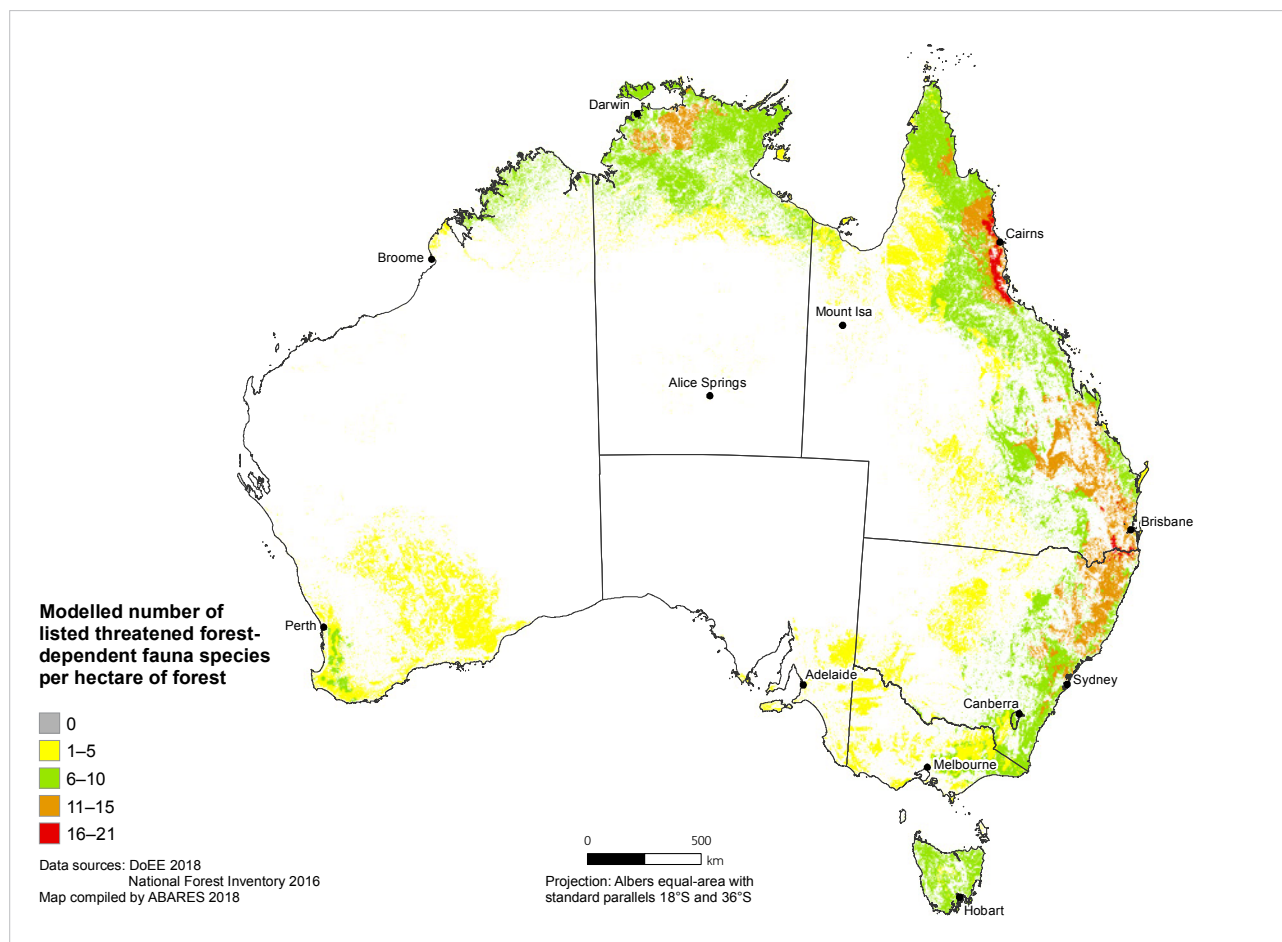 Darwin
Cairns
Broome
Mount Isa
Alice Springs
Brisbane
Perth
Adelaide
Sydney
Canberra
Melbourne
Hobart
Modelled number of
listed threatened forest-
dependent fauna species
per hectare of forest
0
1–5
6–10
11–15
16–21
Data sources: DoEE 2018
National Forest Inventory 2016
Map compiled by ABARES 2018
0 500
km
Projection: Albers equal-area with
standard parallels 18°S and 36°S